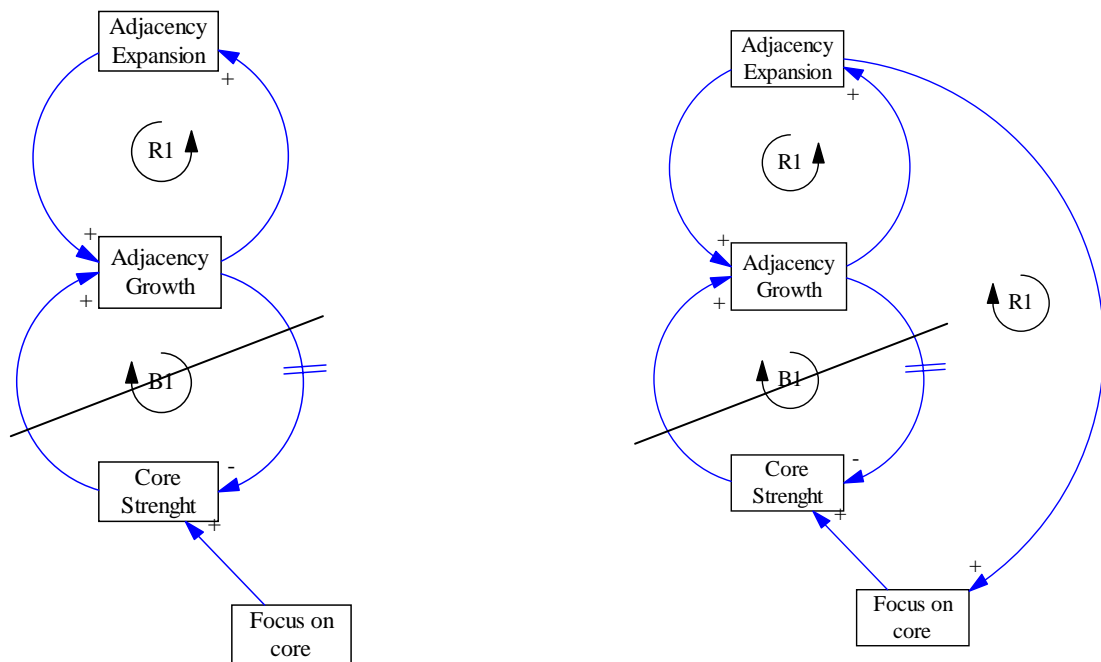 Adjacency
Expansion
+
R1
+
Adjacency
Growth
+
B1
-
Core
Strenght
+
Focus on
core
Adjacency
Expansion
+
R1
+
Adjacency
Growth
+
R1
B1
-
Core
Strenght
+
+
Focus on
core